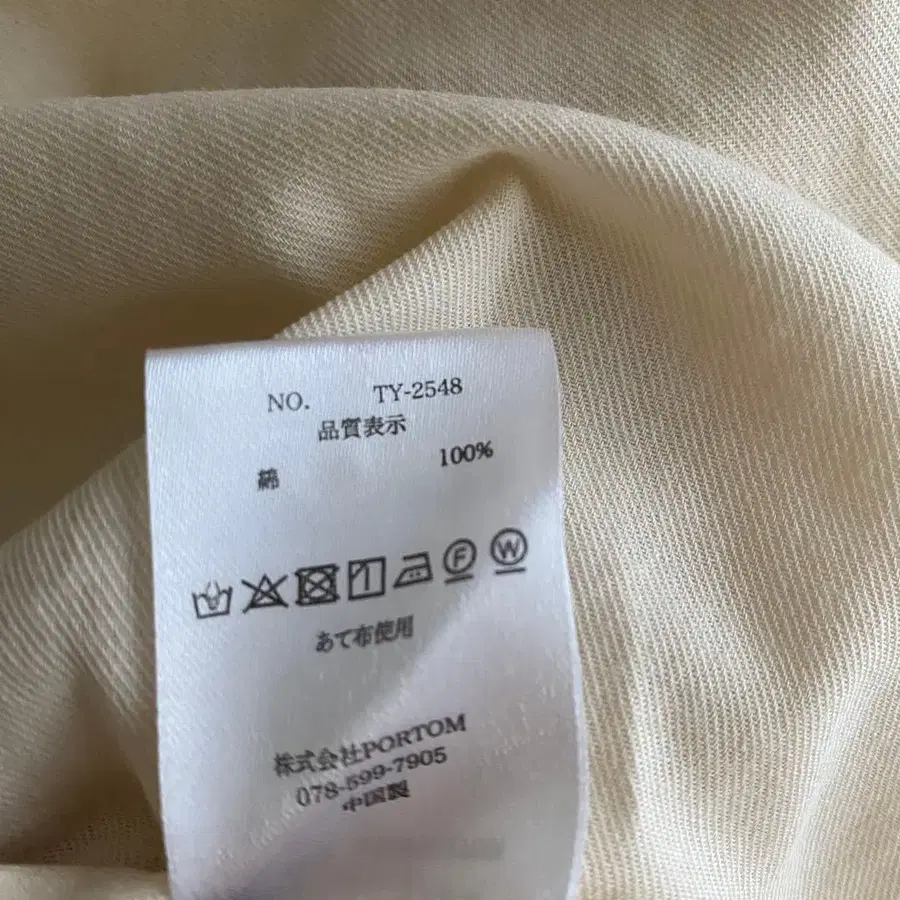 NO. TY-2548
品質表示
綿 100%
F W
あて布使用
株式会社PORTOM
078-599-7905
中国製